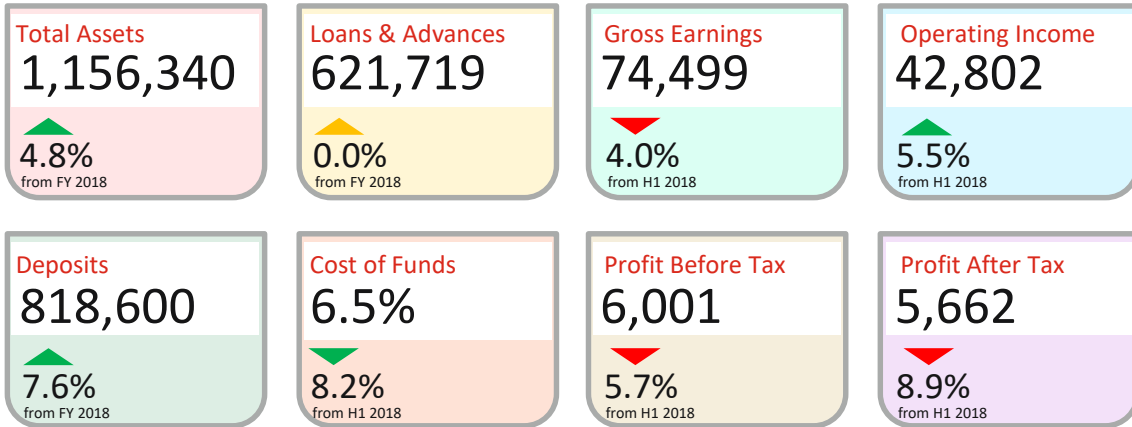 Total Assets
1,156,340
4.8%
from FY 2018
Loans & Advances
621,719
0.0%
from FY 2018
Gross Earnings
74,499
4.0%
from H1 2018
Operating Income
42,802
5.5%
from H1 2018
Deposits
818,600
7.6%
from FY 2018
Cost of Funds
6.5%
8.2%
from H1 2018
Profit Before Tax
6,001
5.7%
from H1 2018
Profit After Tax
5,662
8.9%
from H1 2018